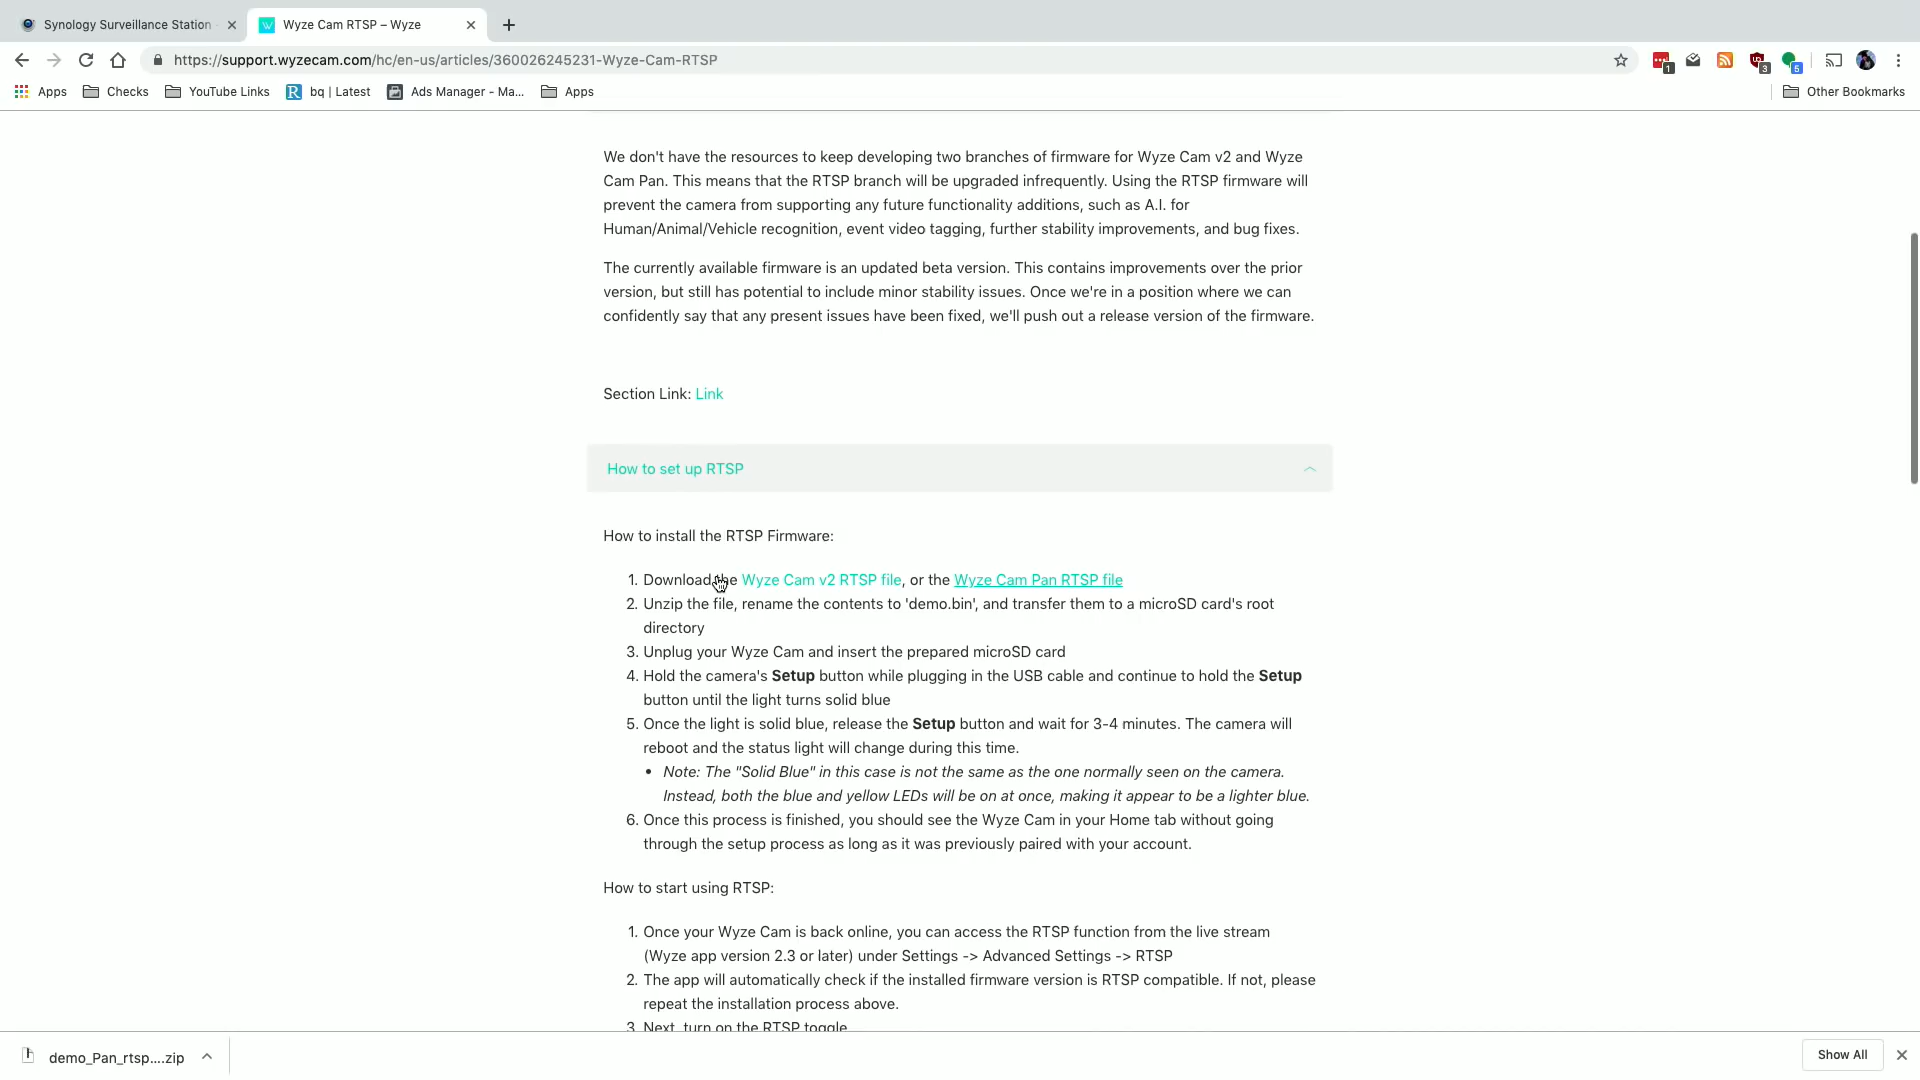 Synology Surveillance Station
Wyze Cam RTSP – Wyze
https://support.wyzecam.com/hc/en-us/articles/360026245231-Wyze-Cam-RTSP
1
3
5
Apps
Checks
YouTube Links
R
bq | Latest
Ads Manager - Ma...
Apps
Other Bookmarks
We don't have the resources to keep developing two branches of firmware for Wyze Cam v2 and Wyze
Cam Pan. This means that the RTSP branch will be upgraded infrequently. Using the RTSP firmware will
prevent the camera from supporting any future functionality additions, such as A.I. for
Human/Animal/Vehicle recognition, event video tagging, further stability improvements, and bug fixes.
The currently available firmware is an updated beta version. This contains improvements over the prior
version, but still has potential to include minor stability issues. Once we're in a position where we can
confidently say that any present issues have been fixed, we'll push out a release version of the firmware.
Section Link: Link
How to set up RTSP
How to install the RTSP Firmware:
1. Download the Wyze Cam v2 RTSP file, or the Wyze Cam Pan RTSP file
2. Unzip the file, rename the contents to 'demo.bin', and transfer them to a microSD card's root
directory
3. Unplug your Wyze Cam and insert the prepared microSD card
4. Hold the camera's Setup button while plugging in the USB cable and continue to hold the Setup
button until the light turns solid blue
5. Once the light is solid blue, release the Setup button and wait for 3-4 minutes. The camera will
reboot and the status light will change during this time.
• Note: The "Solid Blue" in this case is not the same as the one normally seen on the camera.
Instead, both the blue and yellow LEDs will be on at once, making it appear to be a lighter blue.
6. Once this process is finished, you should see the Wyze Cam in your Home tab without going
through the setup process as long as it was previously paired with your account.
How to start using RTSP:
1. Once your Wyze Cam is back online, you can access the RTSP function from the live stream
(Wyze app version 2.3 or later) under Settings -> Advanced Settings -> RTSP
2. The app will automatically check if the installed firmware version is RTSP compatible. If not, please
repeat the installation process above.
3. Next, turn on the RTSP toggle
demo_Pan_rtsp....zip
Show All